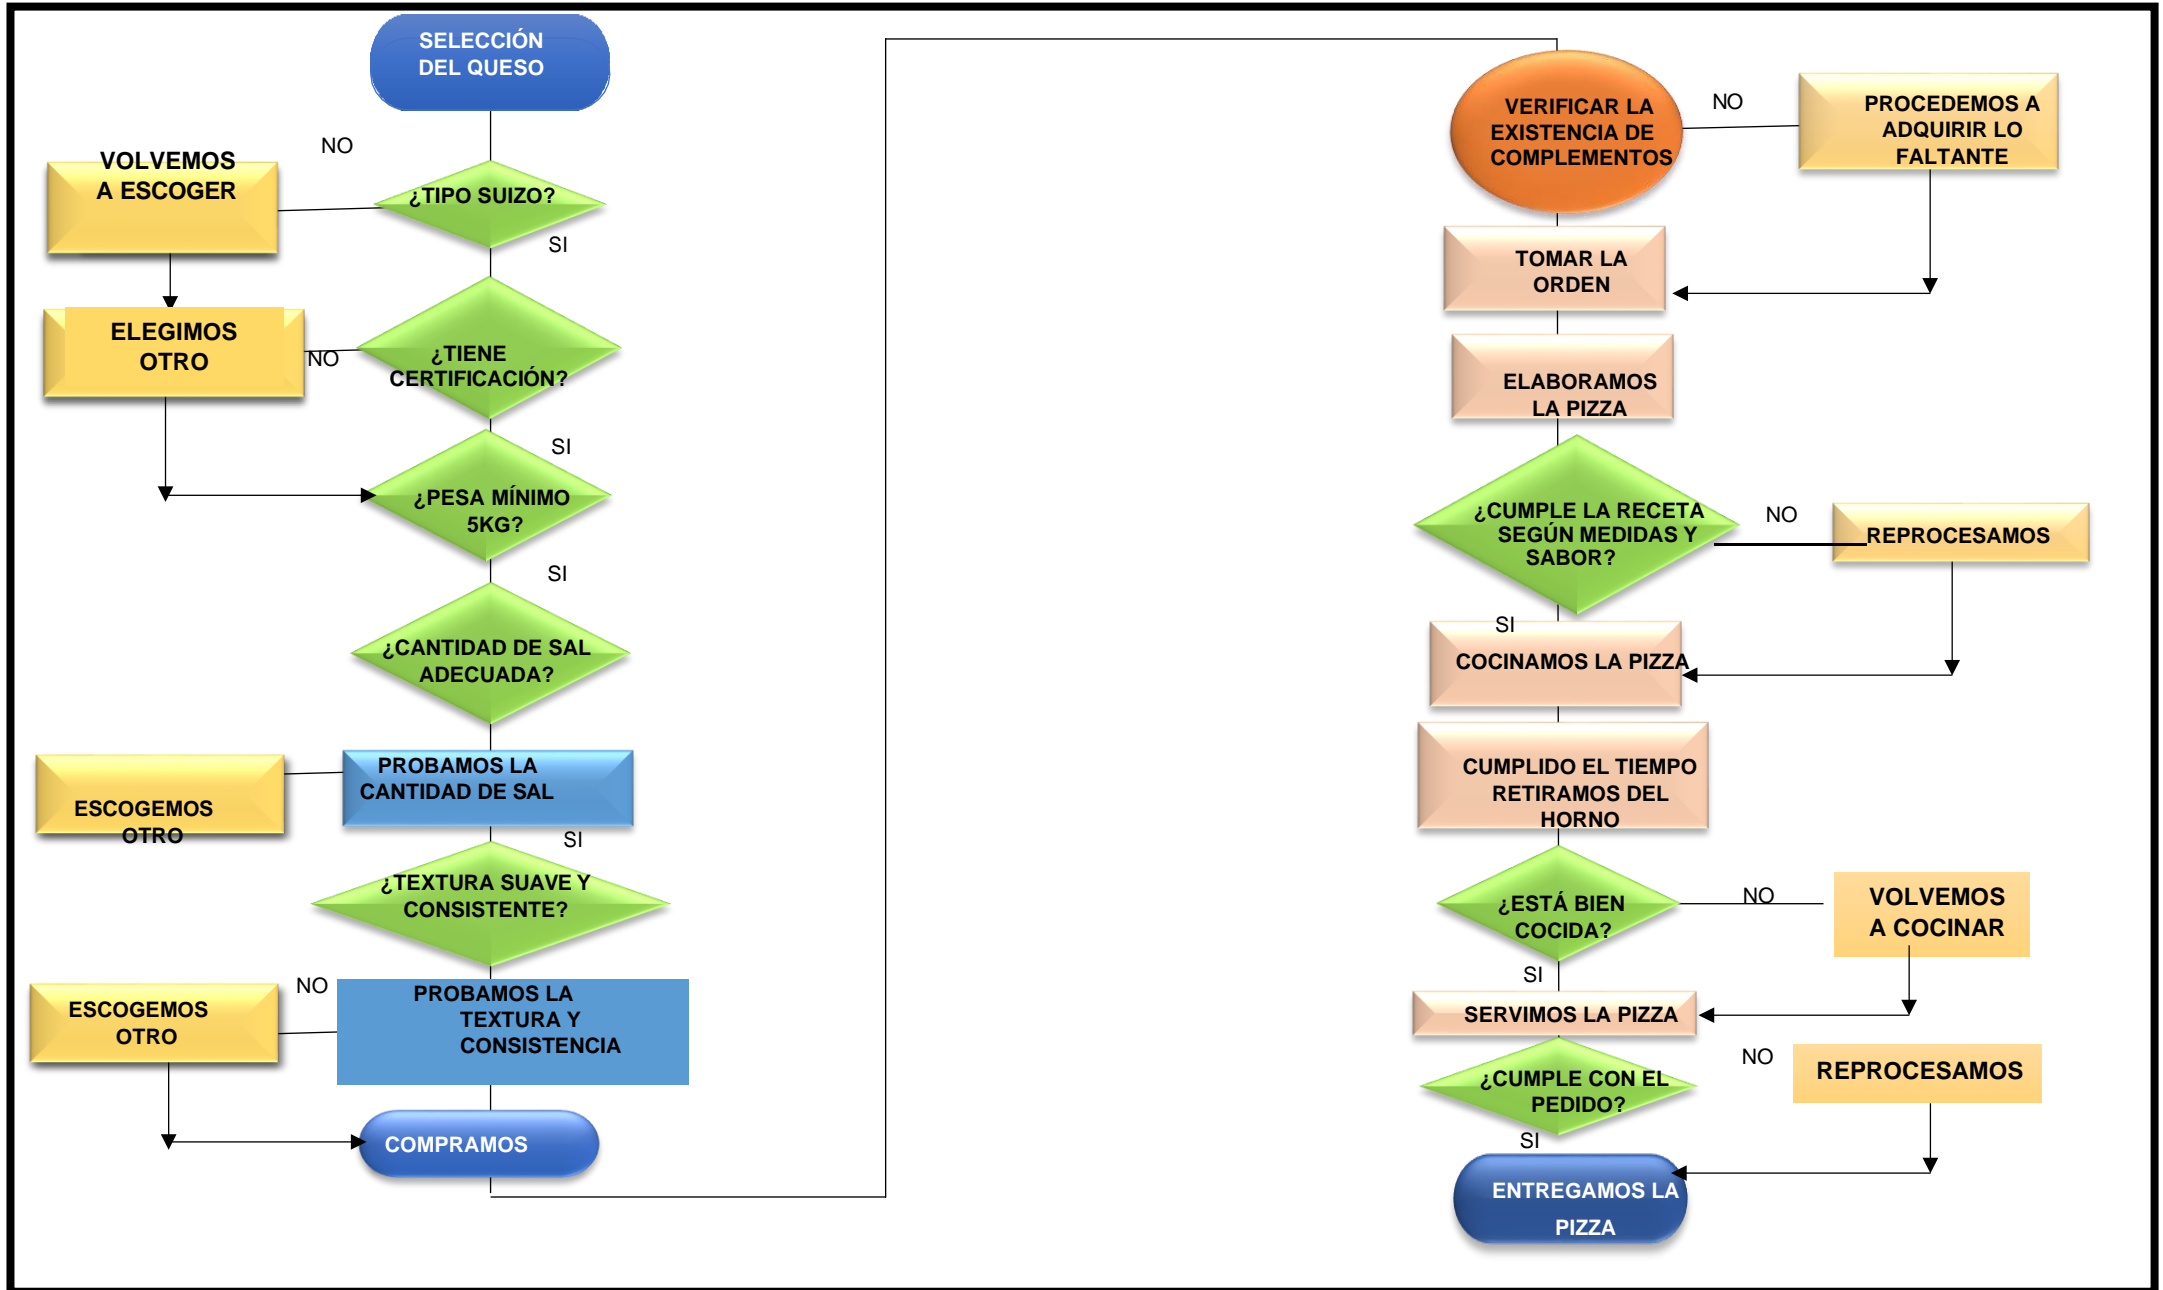 SELECCIÓN
DEL QUESO
NO
VOLVEMOS
A ESCOGER
¿TIPO SUIZO?
SI
ELEGIMOS
OTRO
NO
¿TIENE
CERTIFICACIÓN?
SI
¿PESA MÍNIMO
5KG?
SI
¿CANTIDAD DE SAL
ADECUADA?
PROBAMOS LA
CANTIDAD DE SAL
ESCOGEMOS
OTRO
SI
¿TEXTURA SUAVE Y
CONSISTENTE?
NO
PROBAMOS LA
TEXTURA Y
CONSISTENCIA
ESCOGEMOS
OTRO
COMPRAMOS
VERIFICAR LA
EXISTENCIA DE
COMPLEMENTOS
NO
PROCEDEMOS A
ADQUIRIR LO
FALTANTE
TOMAR LA
ORDEN
ELABORAMOS
LA PIZZA
¿CUMPLE LA RECETA
SEGÚN MEDIDAS Y
SABOR?
NO
REPROCESAMOS
SI
COCINAMOS LA PIZZA
CUMPLIDO EL TIEMPO
RETIRAMOS DEL
HORNO
¿ESTÁ BIEN
COCIDA?
NO
VOLVEMOS
A COCINAR
SI
SERVIMOS LA PIZZA
NO
REPROCESAMOS
¿CUMPLE CON EL
PEDIDO?
SI
ENTREGAMOS LA
PIZZA